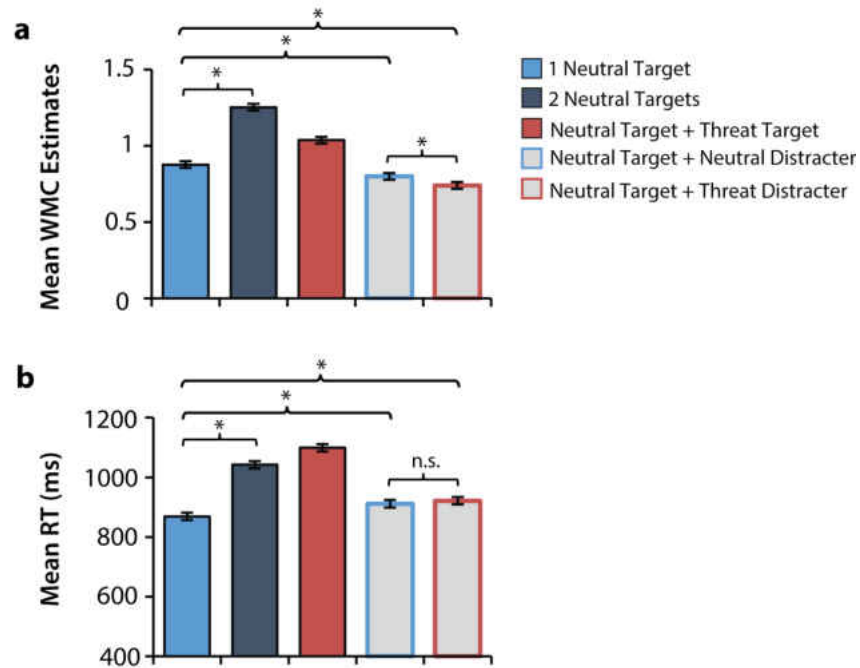 a
*
*
*
*
Mean WMC Estimates
1.5
1
0.5
0
1 Neutral Target
2 Neutral Targets
Neutral Target + Threat Target
Neutral Target + Neutral Distracter
Neutral Target + Threat Distracter
b
*
*
*
n.s.
Mean RT (ms)
1200
1000
800
600
400